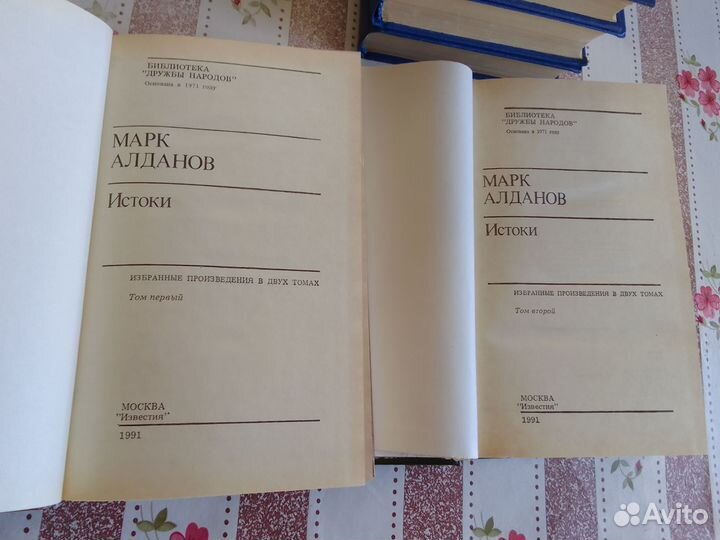 БИБЛИОТЕКА
"ДРУЖБЫ НАРОДОВ"
Основана в 1971 году
МАРК
АЛДАНОВ
Истоки
ИЗБРАННЫЕ ПРОИЗВЕДЕНИЯ В ДВУХ ТОМАХ
Том первый
МОСКВА
"Известия"
1991
БИБЛИОТЕКА
"ДРУЖБЫ НАРОДОВ"
Основана в 1971 году
МАРК
АЛДАНОВ
Истоки
ИЗБРАННЫЕ ПРОИЗВЕДЕНИЯ В ДВУХ ТОМАХ
Том второй
МОСКВА
"Известия"
1991
Avito